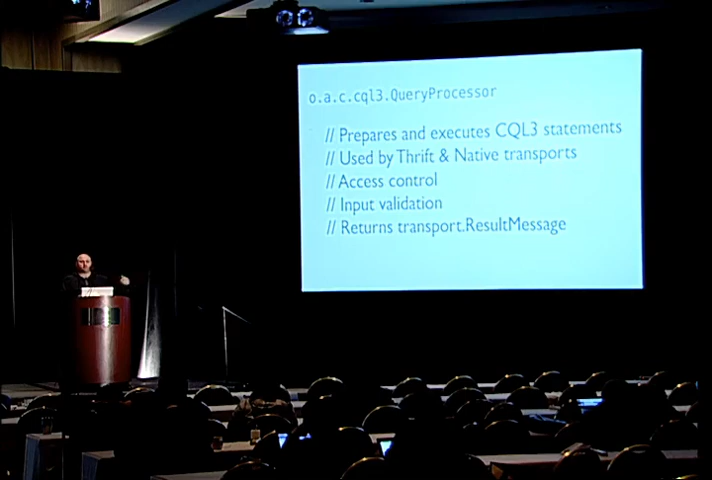 o.a.c.cql3.QueryProcessor
// Prepares and executes CQL3 statements
// Used by Thrift & Native transports
// Access control
// Input validation
// Returns transport.ResultMessage